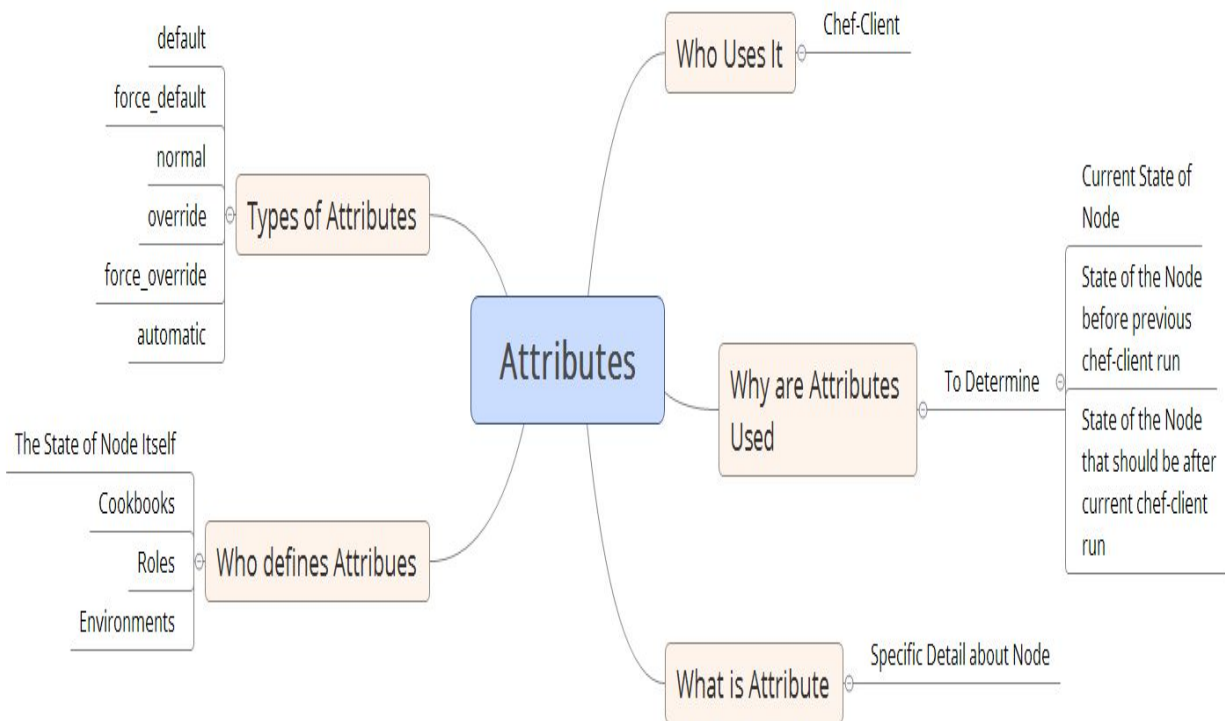 Attributes
Who Uses It
Chef-Client
Why are Attributes
Used
To Determine
Current State of
Node
State of the Node
before previous
chef-client run
State of the Node
that should be after
current chef-client
run
What is Attribute
Specific Detail about Node
Types of Attributes
default
force_default
normal
override
force_override
automatic
Who defines Attribues
The State of Node Itself
Cookbooks
Roles
Environments